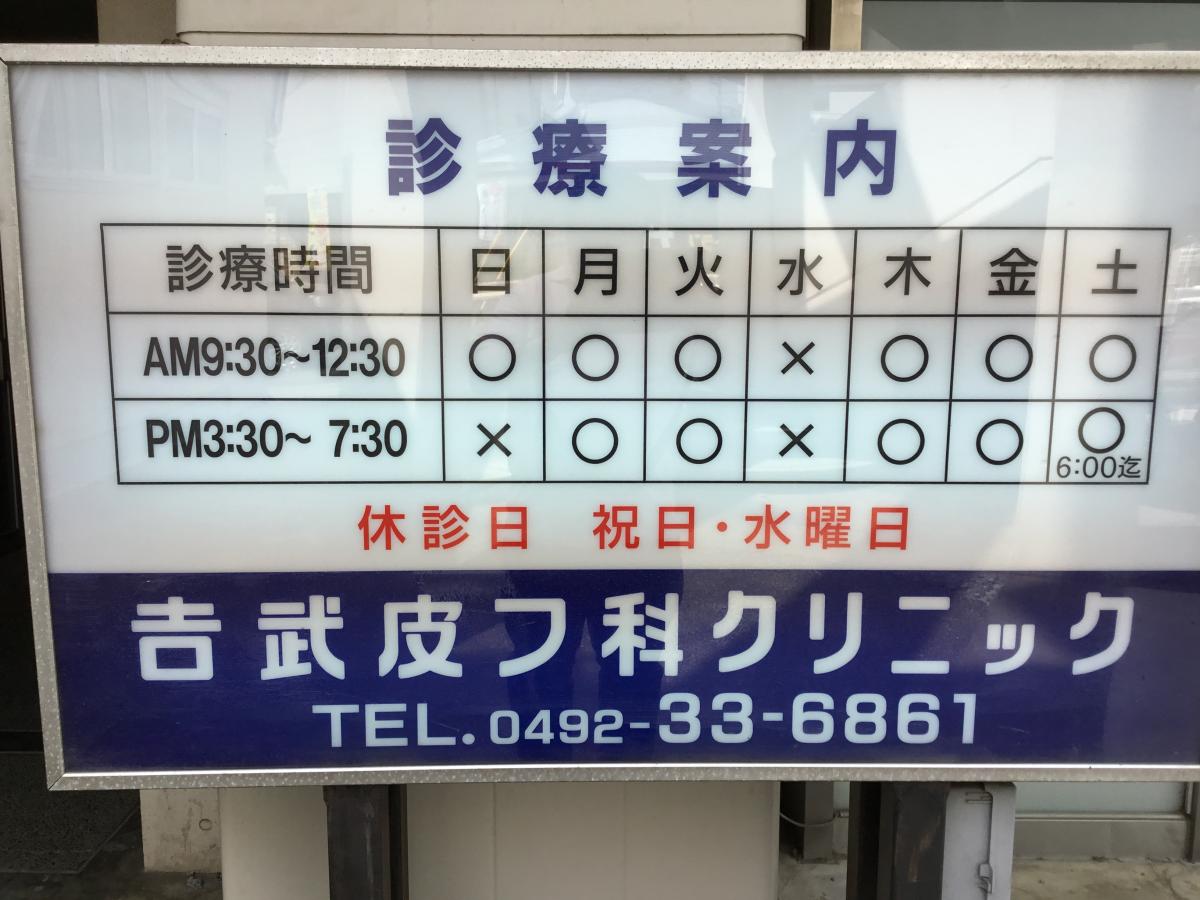 診療案内
診療時間 日 月 火 水 木 金 土
AM9:30~12:30 ○ ○ ○ × ○ ○ ○
PM3:30~ 7:30 × ○ ○ × ○ ○ ○
6:00迄
休診日 祝日・水曜日
𠮷武皮フ科クリニック
TEL. 0492-33-6861